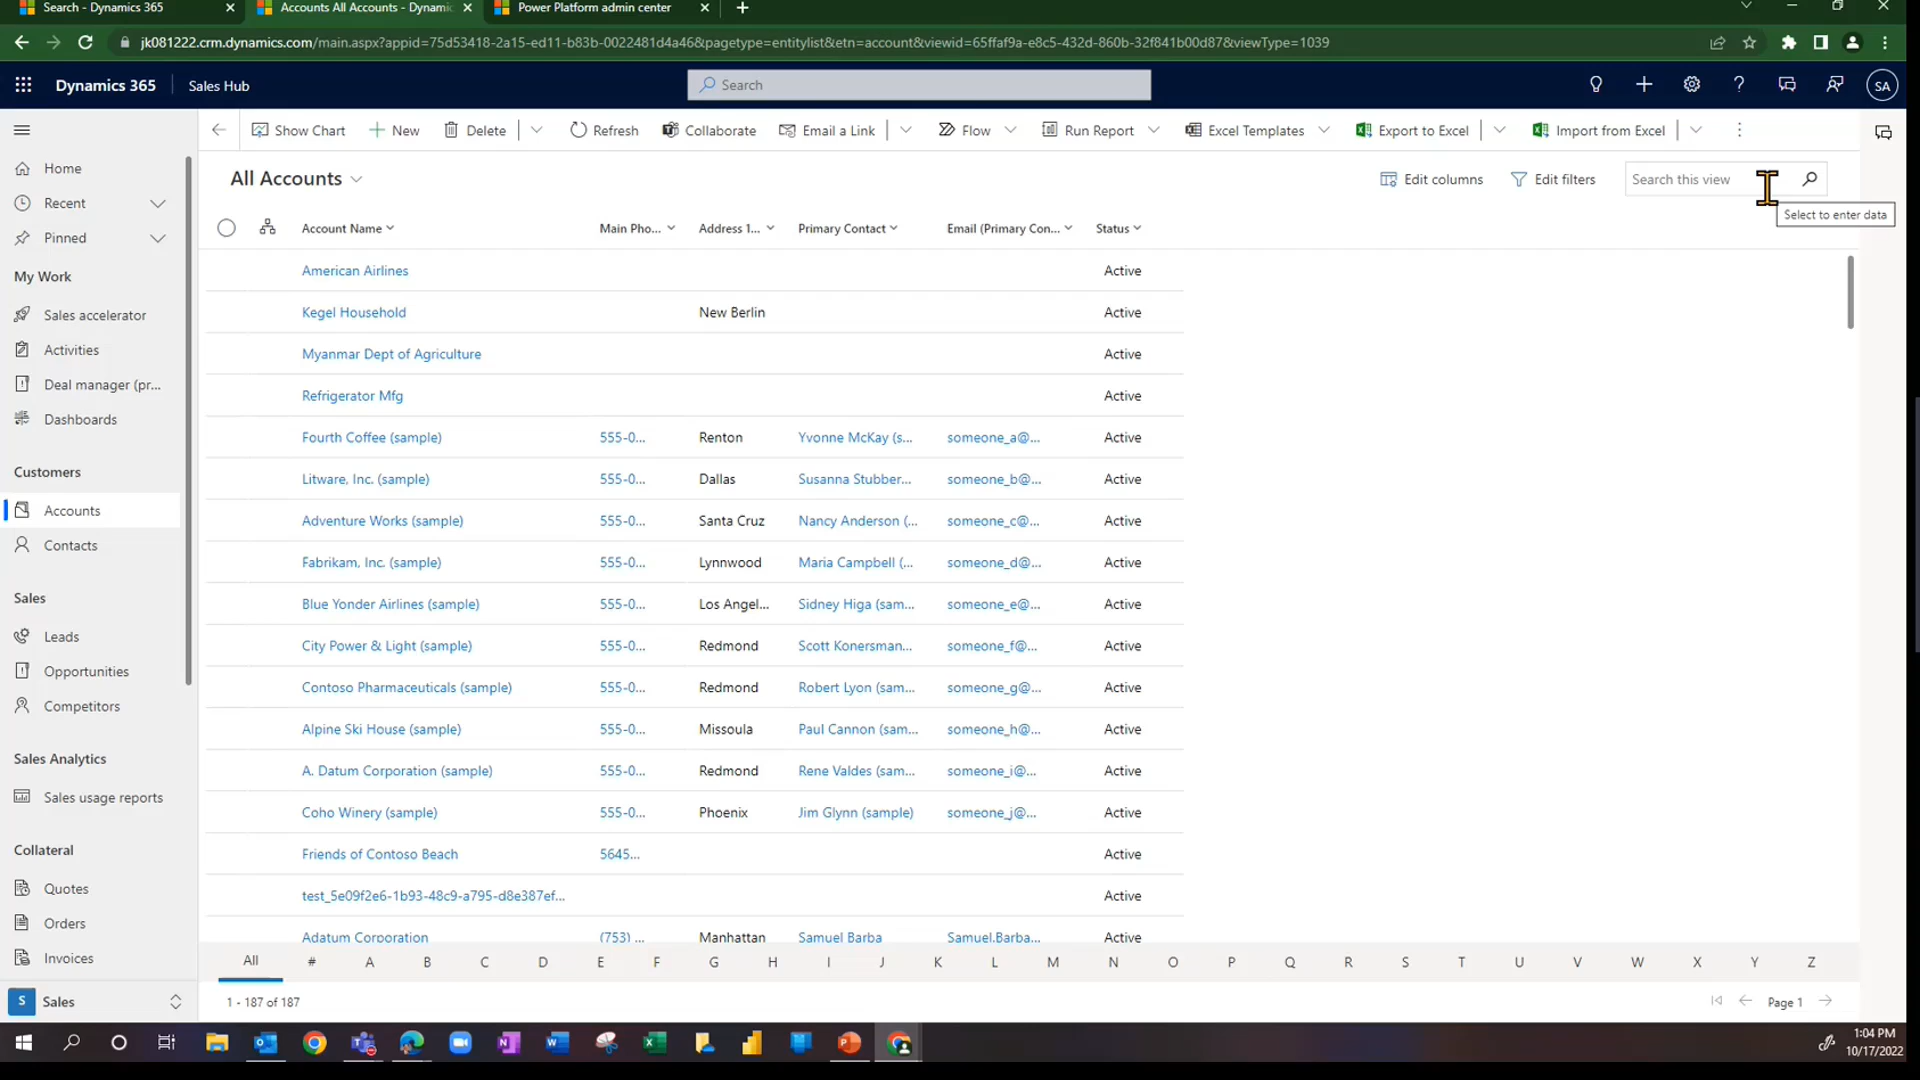 Search - Dynamics 365
Accounts All Accounts - Dynamic
Power Platform admin center
jk081222.crm.dynamics.com/main.aspx?appid=75d53418-2a15-ed11-b83b-0022481d4a46&pagetype=entitylist&etn=account&viewid=65ffaf9a-e8c5-432d-860b-32f841b00d87&viewType=1039
Dynamics 365
Sales Hub
Search
SA
Show Chart
New
Delete
Refresh
Collaborate
Email a Link
Flow
Run Report
Excel Templates
Export to Excel
Import from Excel
Home
Recent
Pinned
My Work
Sales accelerator
Activities
Deal manager (pr...
Dashboards
Customers
Accounts
Contacts
Sales
Leads
Opportunities
Competitors
Sales Analytics
Sales usage reports
Collateral
Quotes
Orders
Invoices
S Sales
All Accounts
Edit columns
Edit filters
Search this view
Select to enter data
Account Name Main Pho... Address 1... Primary Contact Email (Primary Con... Status
American Airlines Active
Kegel Household New Berlin Active
Myanmar Dept of Agriculture Active
Refrigerator Mfg Active
Fourth Coffee (sample) 555-0... Renton Yvonne McKay (s... someone_a@... Active
Litware, Inc. (sample) 555-0... Dallas Susanna Stubber... someone_b@... Active
Adventure Works (sample) 555-0... Santa Cruz Nancy Anderson (... someone_c@... Active
Fabrikam, Inc. (sample) 555-0... Lynnwood Maria Campbell (... someone_d@... Active
Blue Yonder Airlines (sample) 555-0... Los Angel... Sidney Higa (sam... someone_e@... Active
City Power & Light (sample) 555-0... Redmond Scott Konersman... someone_f@... Active
Contoso Pharmaceuticals (sample) 555-0... Redmond Robert Lyon (sam... someone_g@... Active
Alpine Ski House (sample) 555-0... Missoula Paul Cannon (sam... someone_h@... Active
A. Datum Corporation (sample) 555-0... Redmond Rene Valdes (sam... someone_i@... Active
Coho Winery (sample) 555-0... Phoenix Jim Glynn (sample) someone_j@... Active
Friends of Contoso Beach 5645... Active
test_5e09f2e6-1b93-48c9-a795-d8e387ef... Active
Adatum Corporation (753) ... Manhattan Samuel Barba Samuel.Barba... Active
All # A B C D E F G H I J K L M N O P Q R S T U V W X Y Z
1 - 187 of 187
Page 1
1:04 PM
10/17/2022